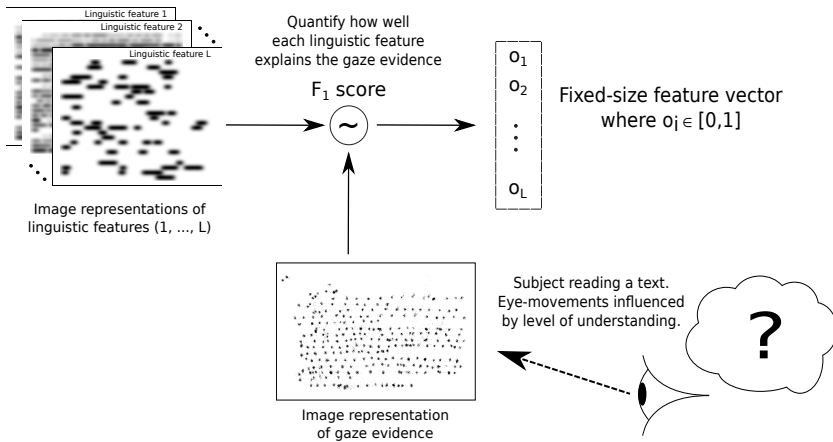 Linguistic feature 1
Linguistic feature 2
Linguistic feature L
Image representations of
linguistic features (1, ..., L)
Quantify how well
each linguistic feature
explains the gaze evidence
F₁ score
~
o₁
o₂
⋮
o_L
Fixed-size feature vector
where o_i ∈ [0,1]
Image representation
of gaze evidence
Subject reading a text.
Eye-movements influenced
by level of understanding.
?